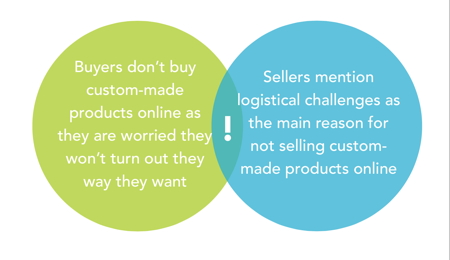 Buyers don't buy
custom-made
products online as
they are worried they
won't turn out they
way they want
!
Sellers mention
logistical challenges as
the main reason for
not selling custom-
made products online